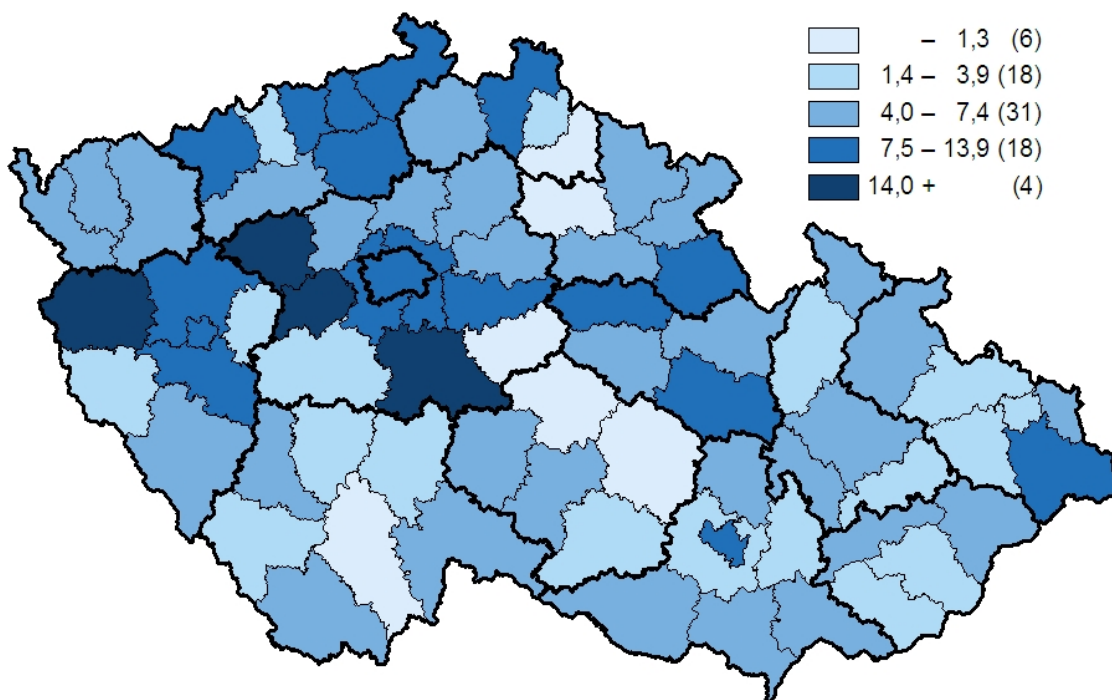 – 1,3 (6)
1,4 – 3,9 (18)
4,0 – 7,4 (31)
7,5 – 13,9 (18)
14,0 + (4)